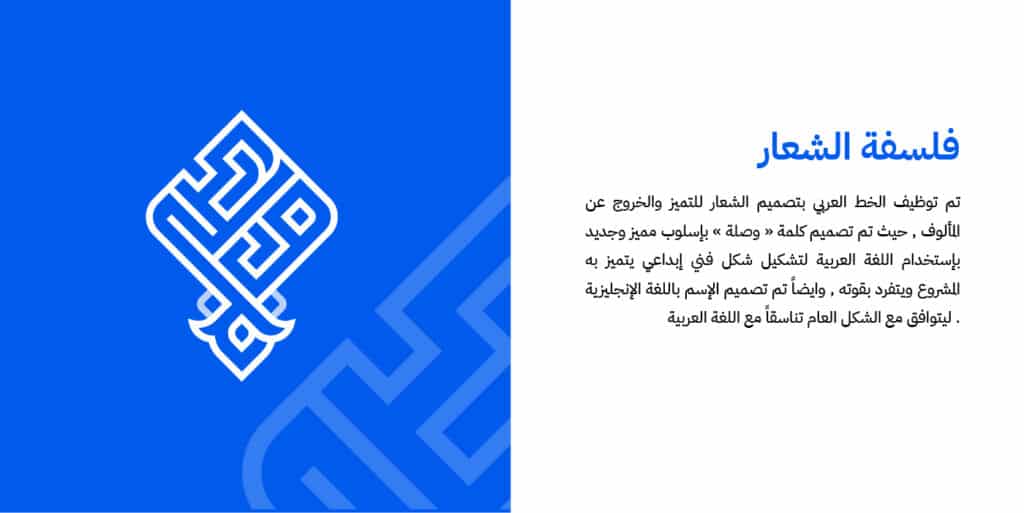 فلسفة الشعار
تم توظيف الخط العربي بتصميم الشعار للتميز والخروج عن
المألوف , حيث تم تصميم كلمة « وصلة » بإسلوب مميز وجديد
بإستخدام اللغة العربية لتشكيل شكل فني إبداعي يتميز به
المشروع ويتفرد بقوته , وايضاً تم تصميم الإسم باللغة الإنجليزية
. ليتوافق مع الشكل العام تناسقاً مع اللغة العربية